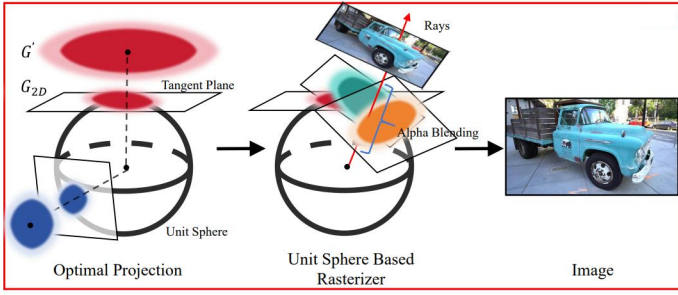 G'
G2D
Tangent Plane
Unit Sphere
Optimal Projection
Rays
Alpha Blending
Unit Sphere Based
Rasterizer
Image